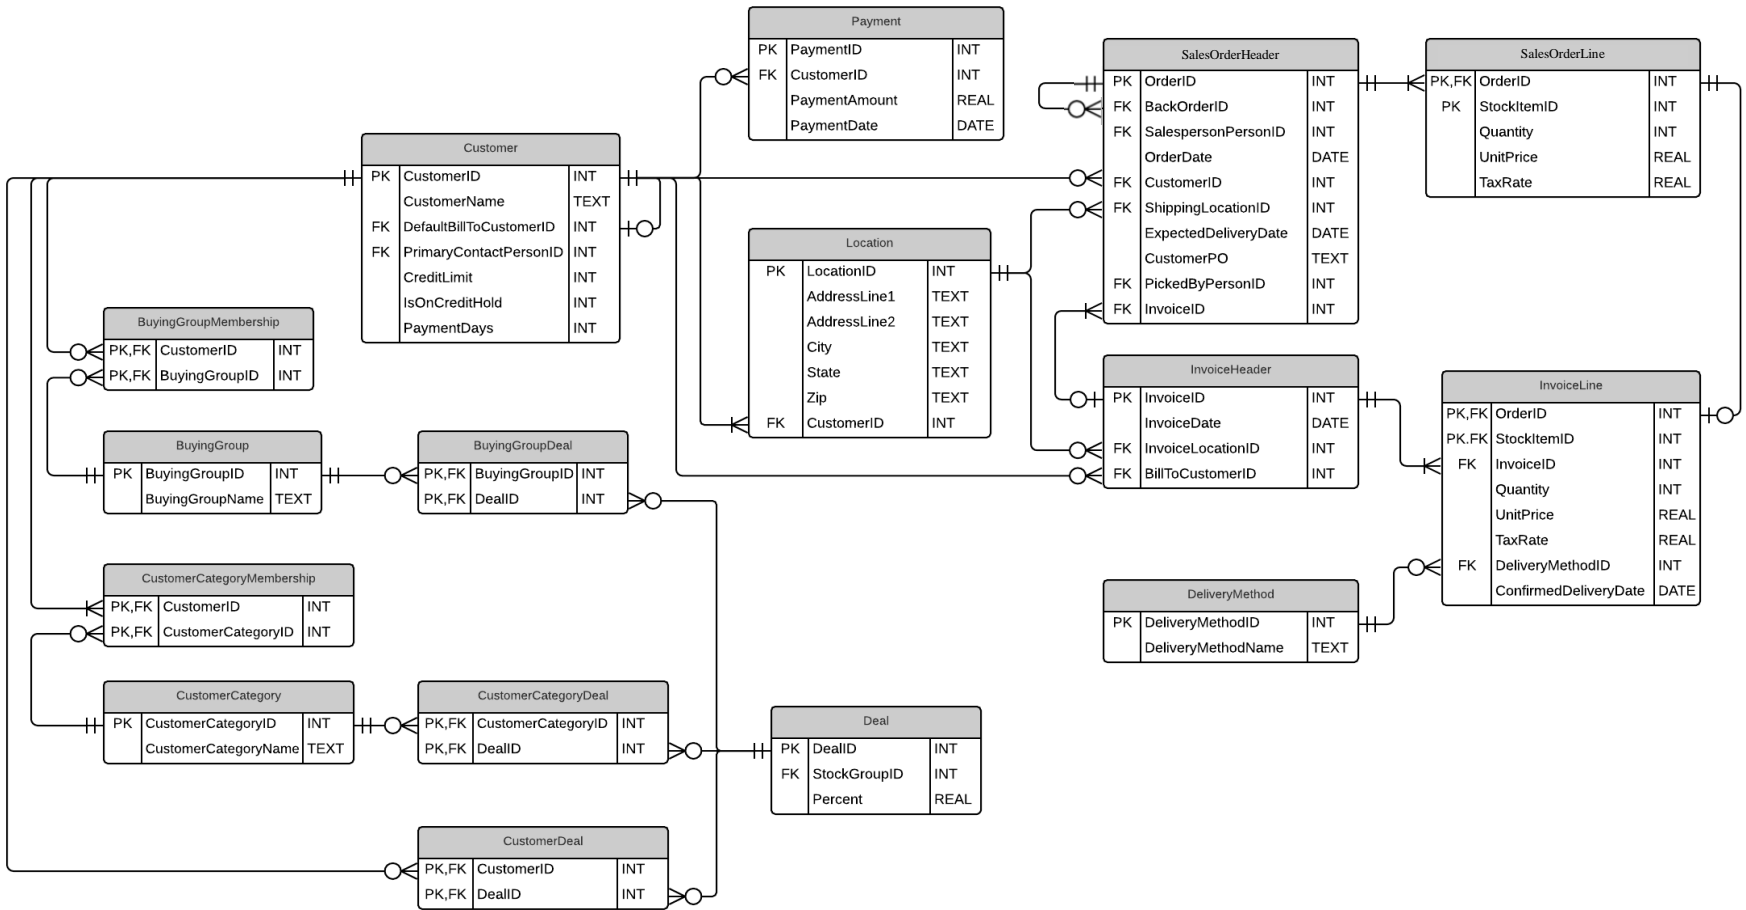 Payment
PK PaymentID INT
FK CustomerID INT
PaymentAmount REAL
PaymentDate DATE
SalesOrderHeader
PK OrderID INT
FK BackOrderID INT
FK SalespersonPersonID INT
OrderDate DATE
FK CustomerID INT
FK ShippingLocationID INT
ExpectedDeliveryDate DATE
CustomerPO TEXT
FK PickedByPersonID INT
FK InvoiceID INT
SalesOrderLine
PK,FK OrderID INT
PK StockItemID INT
Quantity INT
UnitPrice REAL
TaxRate REAL
Customer
PK CustomerID INT
CustomerName TEXT
FK DefaultBillToCustomerID INT
FK PrimaryContactPersonID INT
CreditLimit INT
IsOnCreditHold INT
PaymentDays INT
Location
PK LocationID INT
AddressLine1 TEXT
AddressLine2 TEXT
City TEXT
State TEXT
Zip TEXT
FK CustomerID INT
BuyingGroupMembership
PK,FK CustomerID INT
PK,FK BuyingGroupID INT
InvoiceHeader
PK InvoiceID INT
InvoiceDate DATE
FK InvoiceLocationID INT
FK BillToCustomerID INT
InvoiceLine
PK,FK OrderID INT
PK.FK StockItemID INT
FK InvoiceID INT
Quantity INT
UnitPrice REAL
TaxRate REAL
FK DeliveryMethodID INT
ConfirmedDeliveryDate DATE
BuyingGroup
PK BuyingGroupID INT
BuyingGroupName TEXT
BuyingGroupDeal
PK,FK BuyingGroupID INT
PK,FK DealID INT
CustomerCategoryMembership
PK,FK CustomerID INT
PK,FK CustomerCategoryID INT
DeliveryMethod
PK DeliveryMethodID INT
DeliveryMethodName TEXT
CustomerCategory
PK CustomerCategoryID INT
CustomerCategoryName TEXT
CustomerCategoryDeal
PK,FK CustomerCategoryID INT
PK,FK DealID INT
Deal
PK DealID INT
FK StockGroupID INT
Percent REAL
CustomerDeal
PK,FK CustomerID INT
PK,FK DealID INT